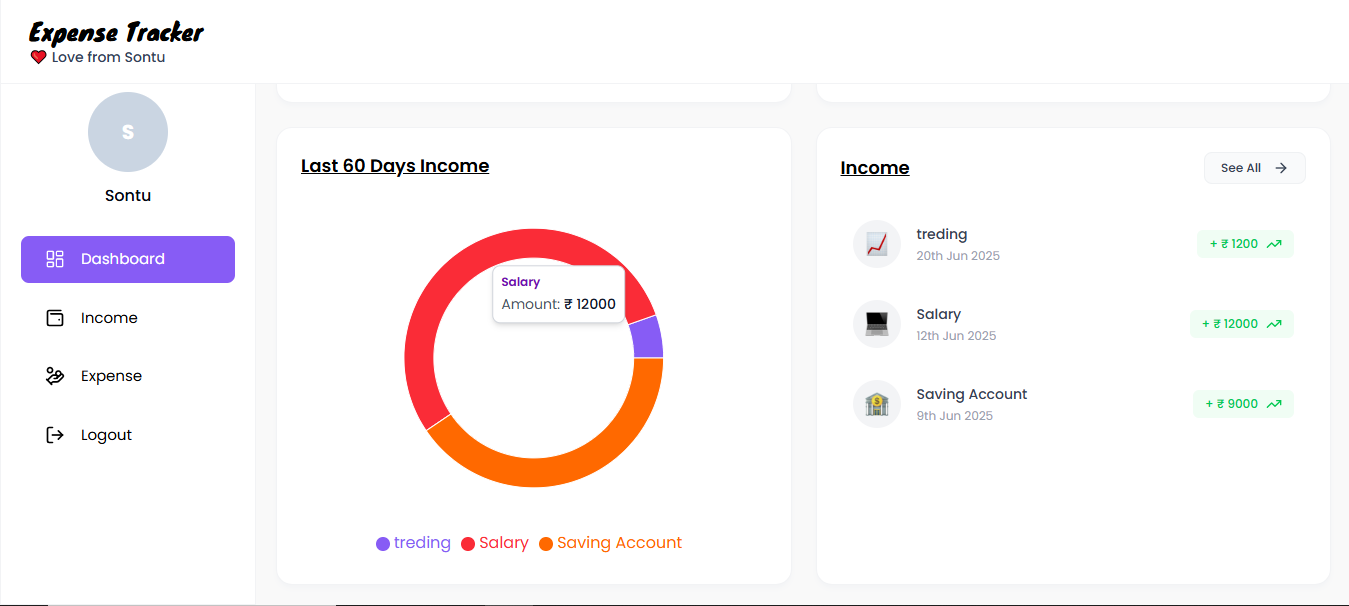 Expense Tracker
❤️ Love from Sontu
S
Sontu
Dashboard
Income
Expense
Logout
Last 60 Days Income
Salary
Amount: ₹ 12000
treding Salary Saving Account
Income
See All →
treding
20th Jun 2025
+ ₹ 1200
Salary
12th Jun 2025
+ ₹ 12000
Saving Account
9th Jun 2025
+ ₹ 9000